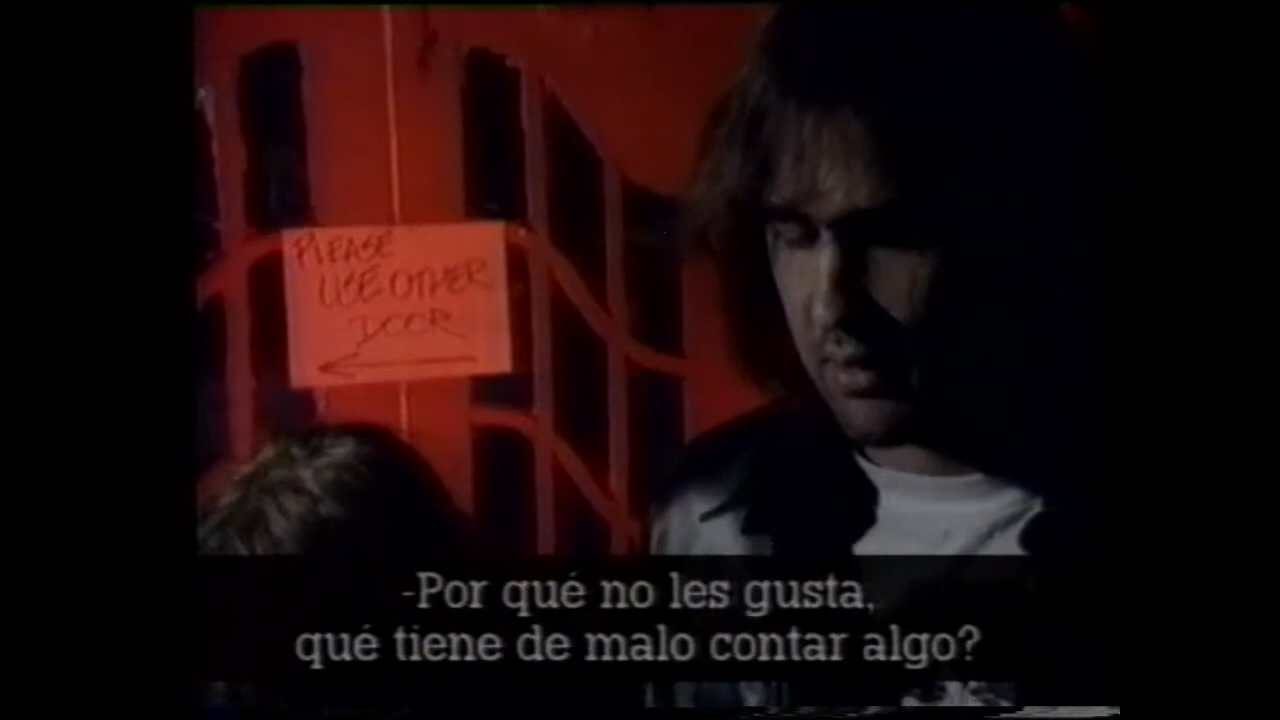 PLEASE
USE OTHER
DOOR
-Por qué no les gusta,
qué tiene de malo contar algo?